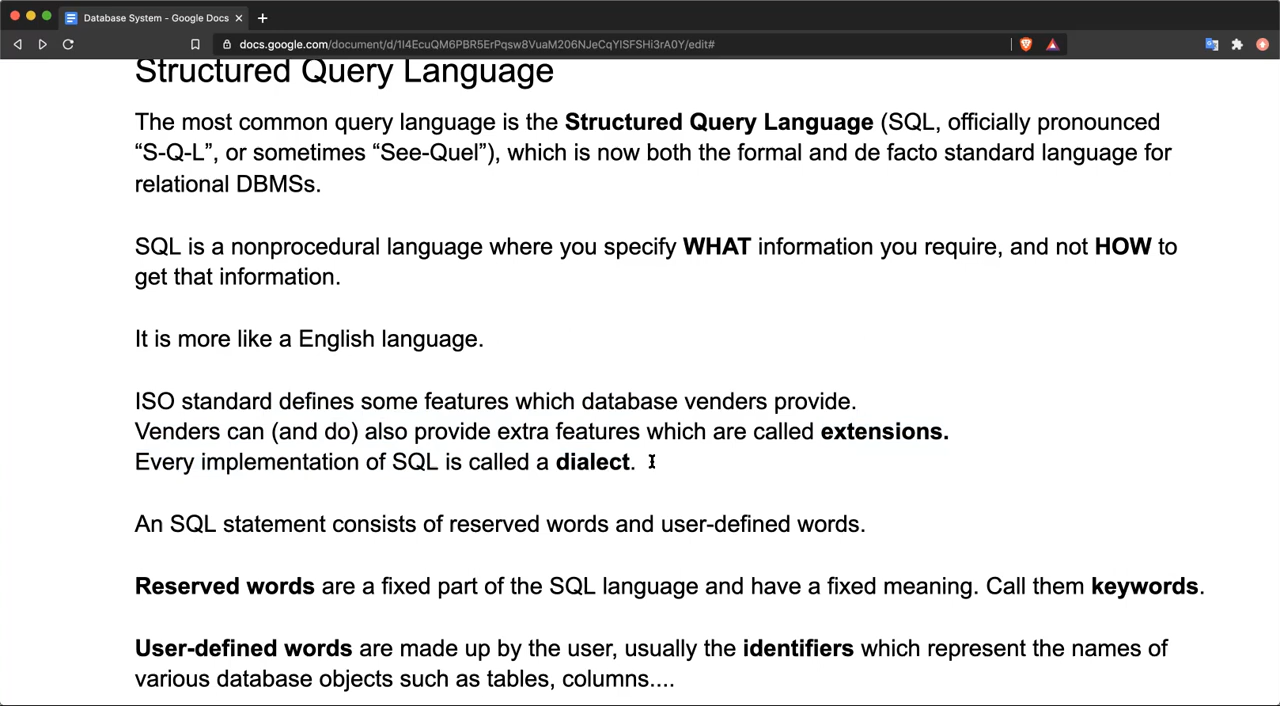 Database System - Google Docs
docs.google.com/document/d/1I4EcuQM6PBR5ErPqsw8VuaM206NJeCqYISFSHi3rA0Y/edit#
Structured Query Language
The most common query language is the Structured Query Language (SQL, officially pronounced
“S-Q-L”, or sometimes “See-Quel”), which is now both the formal and de facto standard language for
relational DBMSs.
SQL is a nonprocedural language where you specify WHAT information you require, and not HOW to
get that information.
It is more like a English language.
ISO standard defines some features which database venders provide.
Venders can (and do) also provide extra features which are called extensions.
Every implementation of SQL is called a dialect.
An SQL statement consists of reserved words and user-defined words.
Reserved words are a fixed part of the SQL language and have a fixed meaning. Call them keywords.
User-defined words are made up by the user, usually the identifiers which represent the names of
various database objects such as tables, columns....